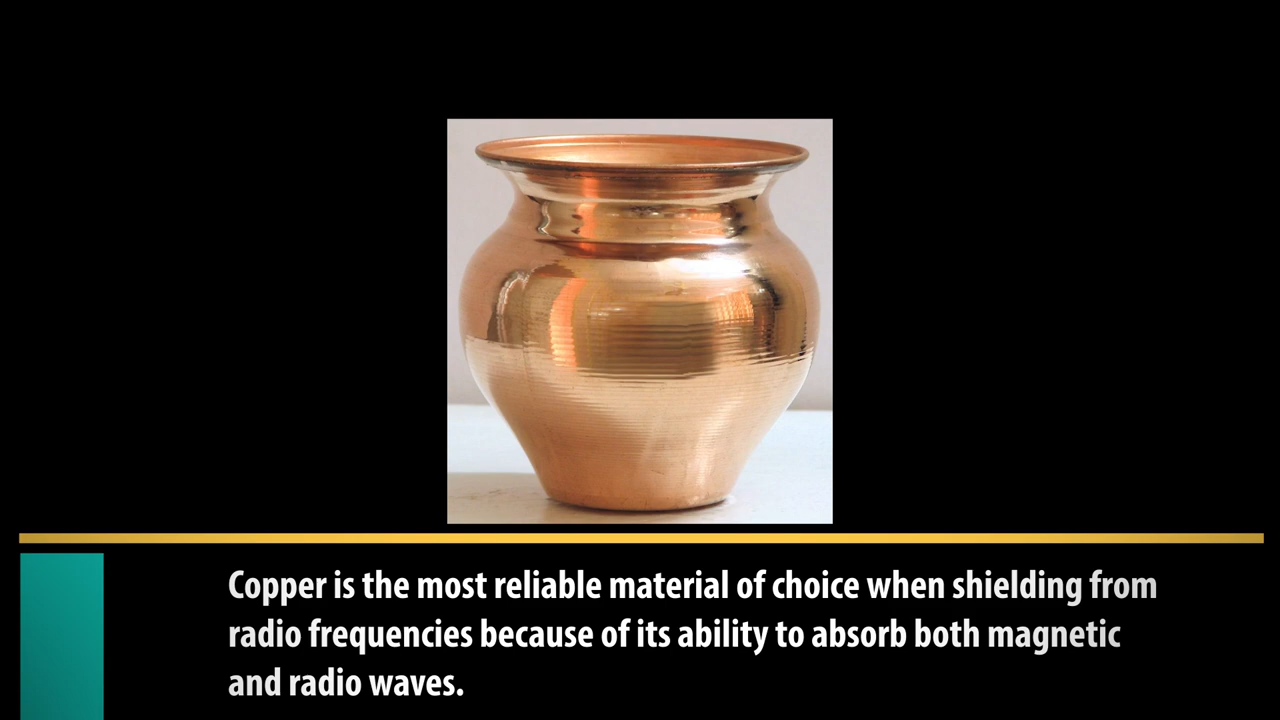 Copper is the most reliable material of choice when shielding from
radio frequencies because of its ability to absorb both magnetic
and radio waves.